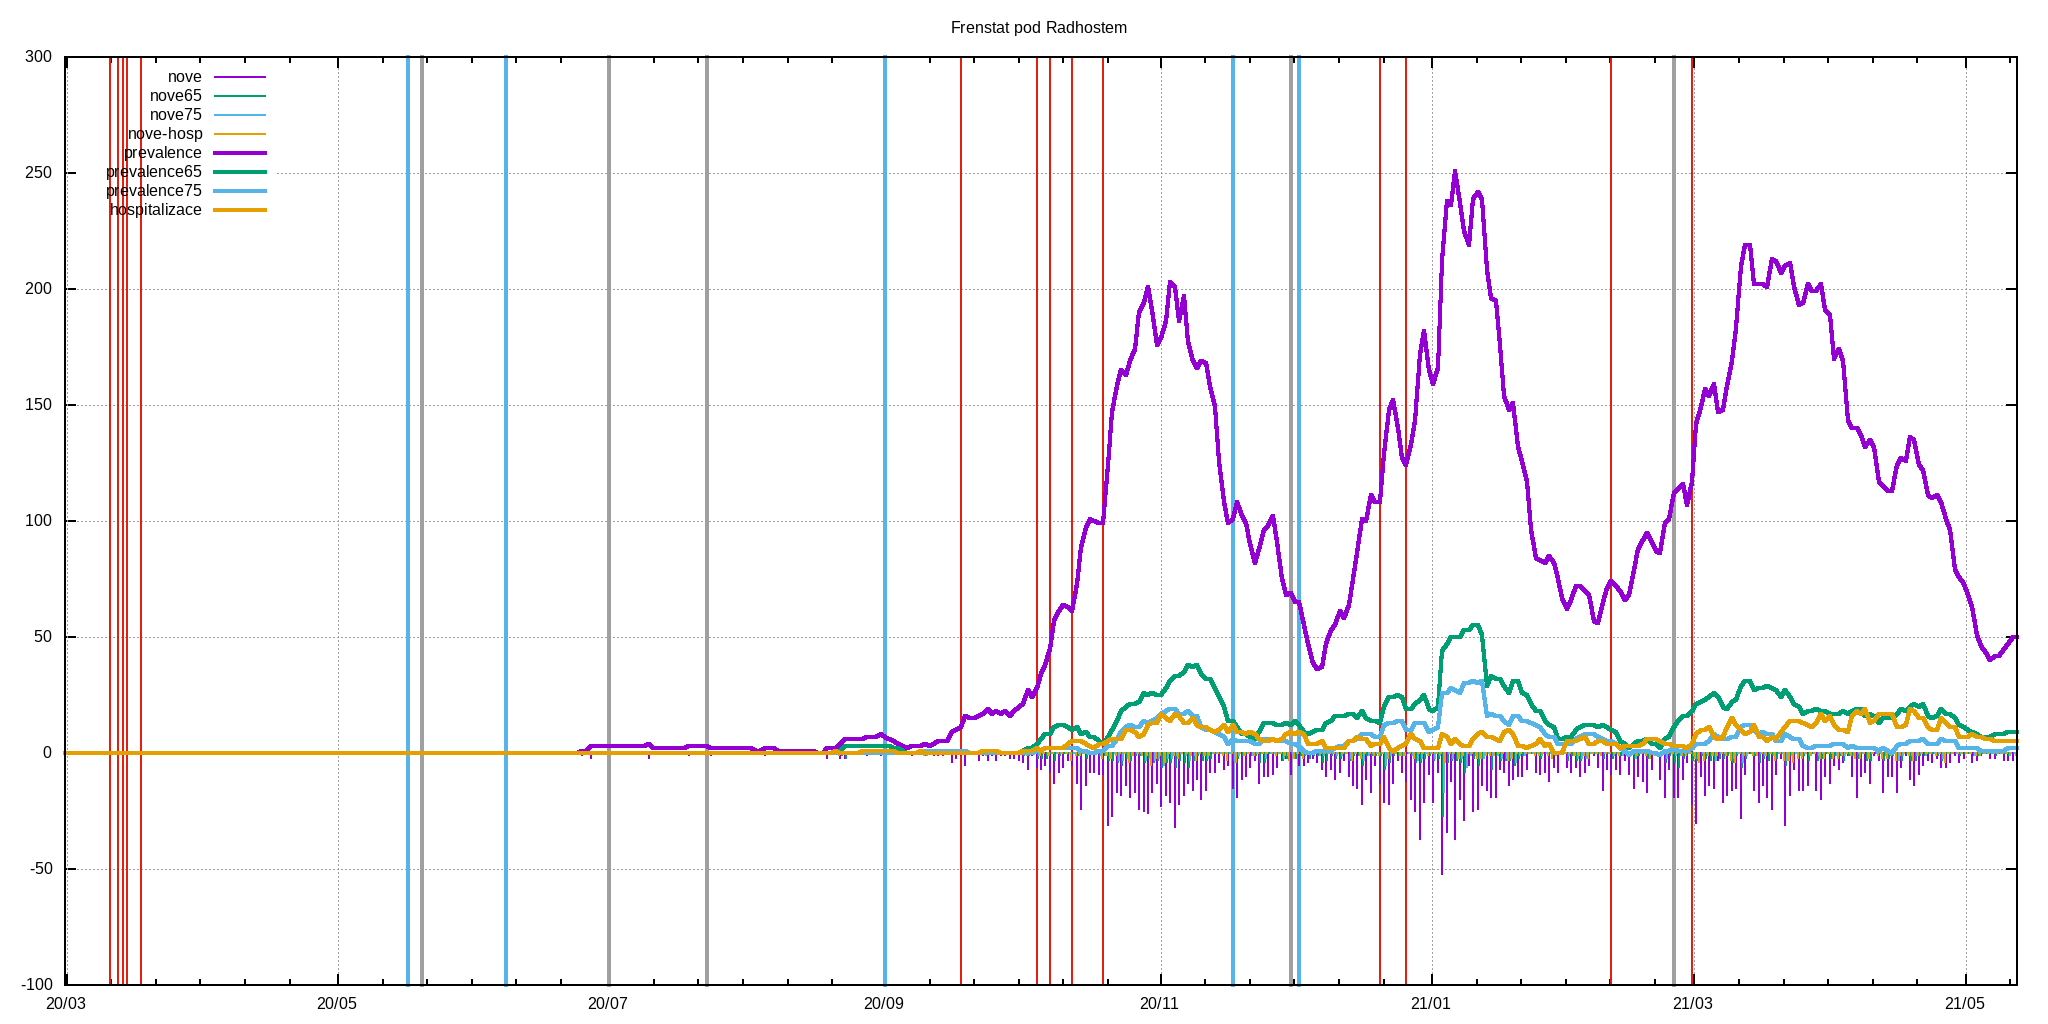 Frenstat pod Radhostem
300
250
200
150
100
50
0
-50
-100
nove
nove65
nove75
nove-hosp
prevalence
prevalence65
prevalence75
hospitalizace
20/03 20/05 20/07 20/09 20/11 21/01 21/03 21/05